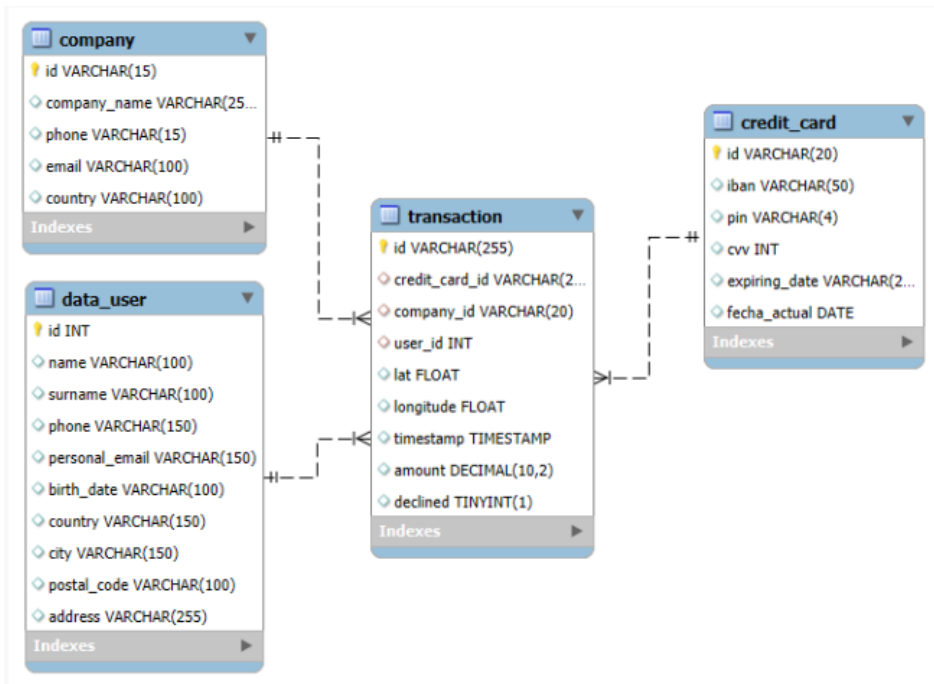 company
id VARCHAR(15)
company_name VARCHAR(25...
phone VARCHAR(15)
email VARCHAR(100)
country VARCHAR(100)
Indexes
data_user
id INT
name VARCHAR(100)
surname VARCHAR(100)
phone VARCHAR(150)
personal_email VARCHAR(150)
birth_date VARCHAR(100)
country VARCHAR(150)
city VARCHAR(150)
postal_code VARCHAR(100)
address VARCHAR(255)
Indexes
transaction
id VARCHAR(255)
credit_card_id VARCHAR(2...
company_id VARCHAR(20)
user_id INT
lat FLOAT
longitude FLOAT
timestamp TIMESTAMP
amount DECIMAL(10,2)
declined TINYINT(1)
Indexes
credit_card
id VARCHAR(20)
iban VARCHAR(50)
pin VARCHAR(4)
cvv INT
expiring_date VARCHAR(2...
fecha_actual DATE
Indexes